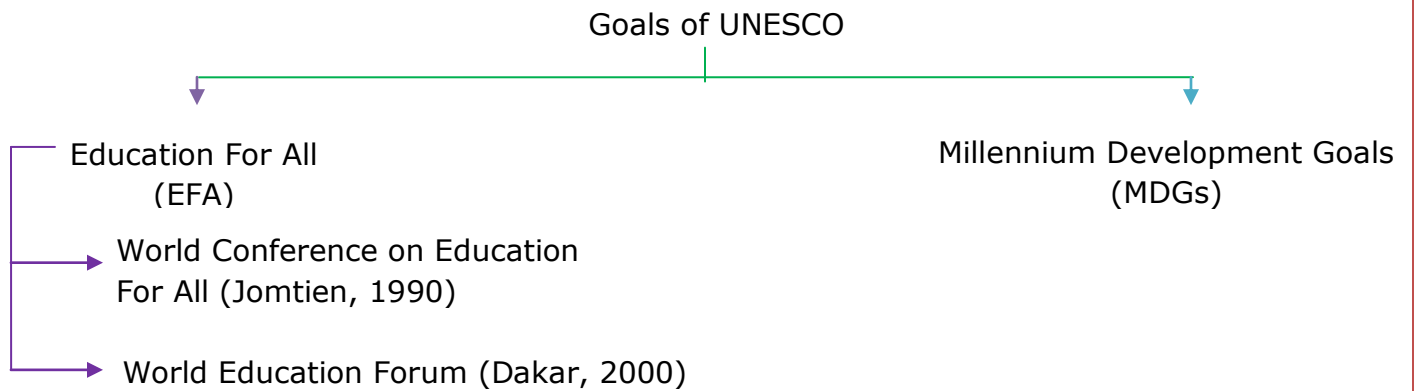 Goals of UNESCO
Education For All
(EFA)
Millennium Development Goals
(MDGs)
World Conference on Education
For All (Jomtien, 1990)
World Education Forum (Dakar, 2000)